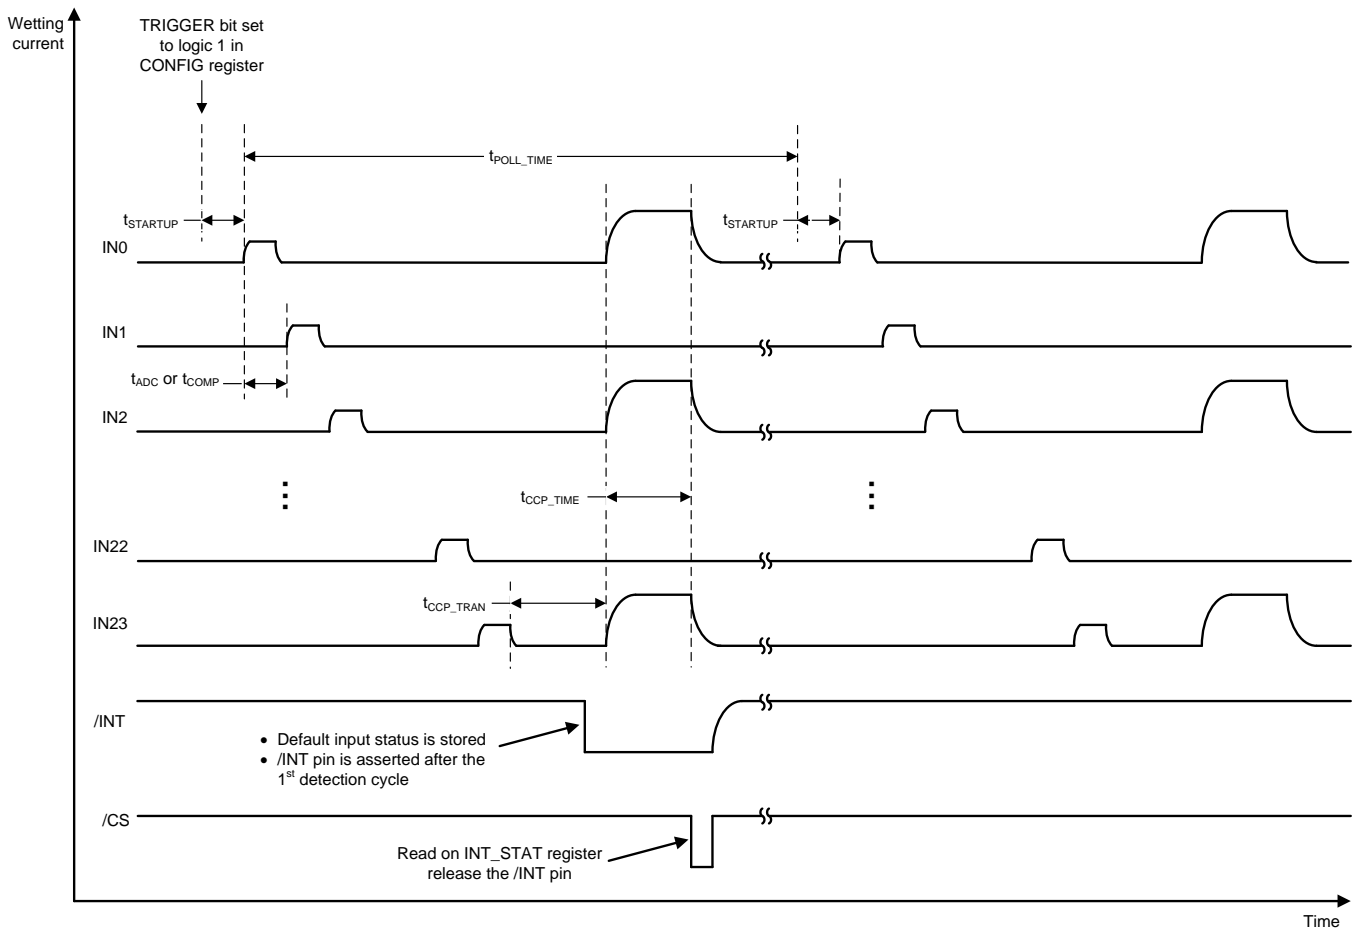 Wetting
current
TRIGGER bit set
to logic 1 in
CONFIG register
tPOLL_TIME
tSTARTUP
tSTARTUP
IN0
IN1
tADC or tCOMP
IN2
tCCP_TIME
IN22
tCCP_TRAN
IN23
/INT
• Default input status is stored
• /INT pin is asserted after the
1st detection cycle
/CS
Read on INT_STAT register
release the /INT pin
Time